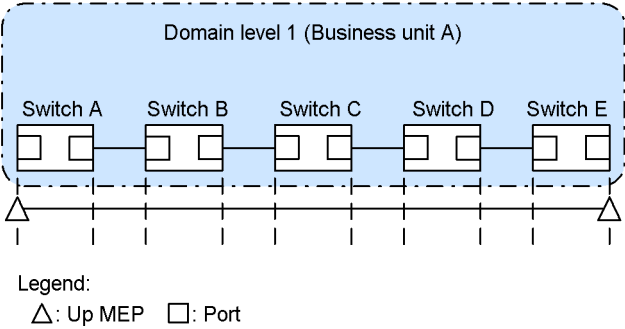 Domain level 1 (Business unit A)
Switch A Switch B Switch C Switch D Switch E
Legend:
: Up MEP : Port